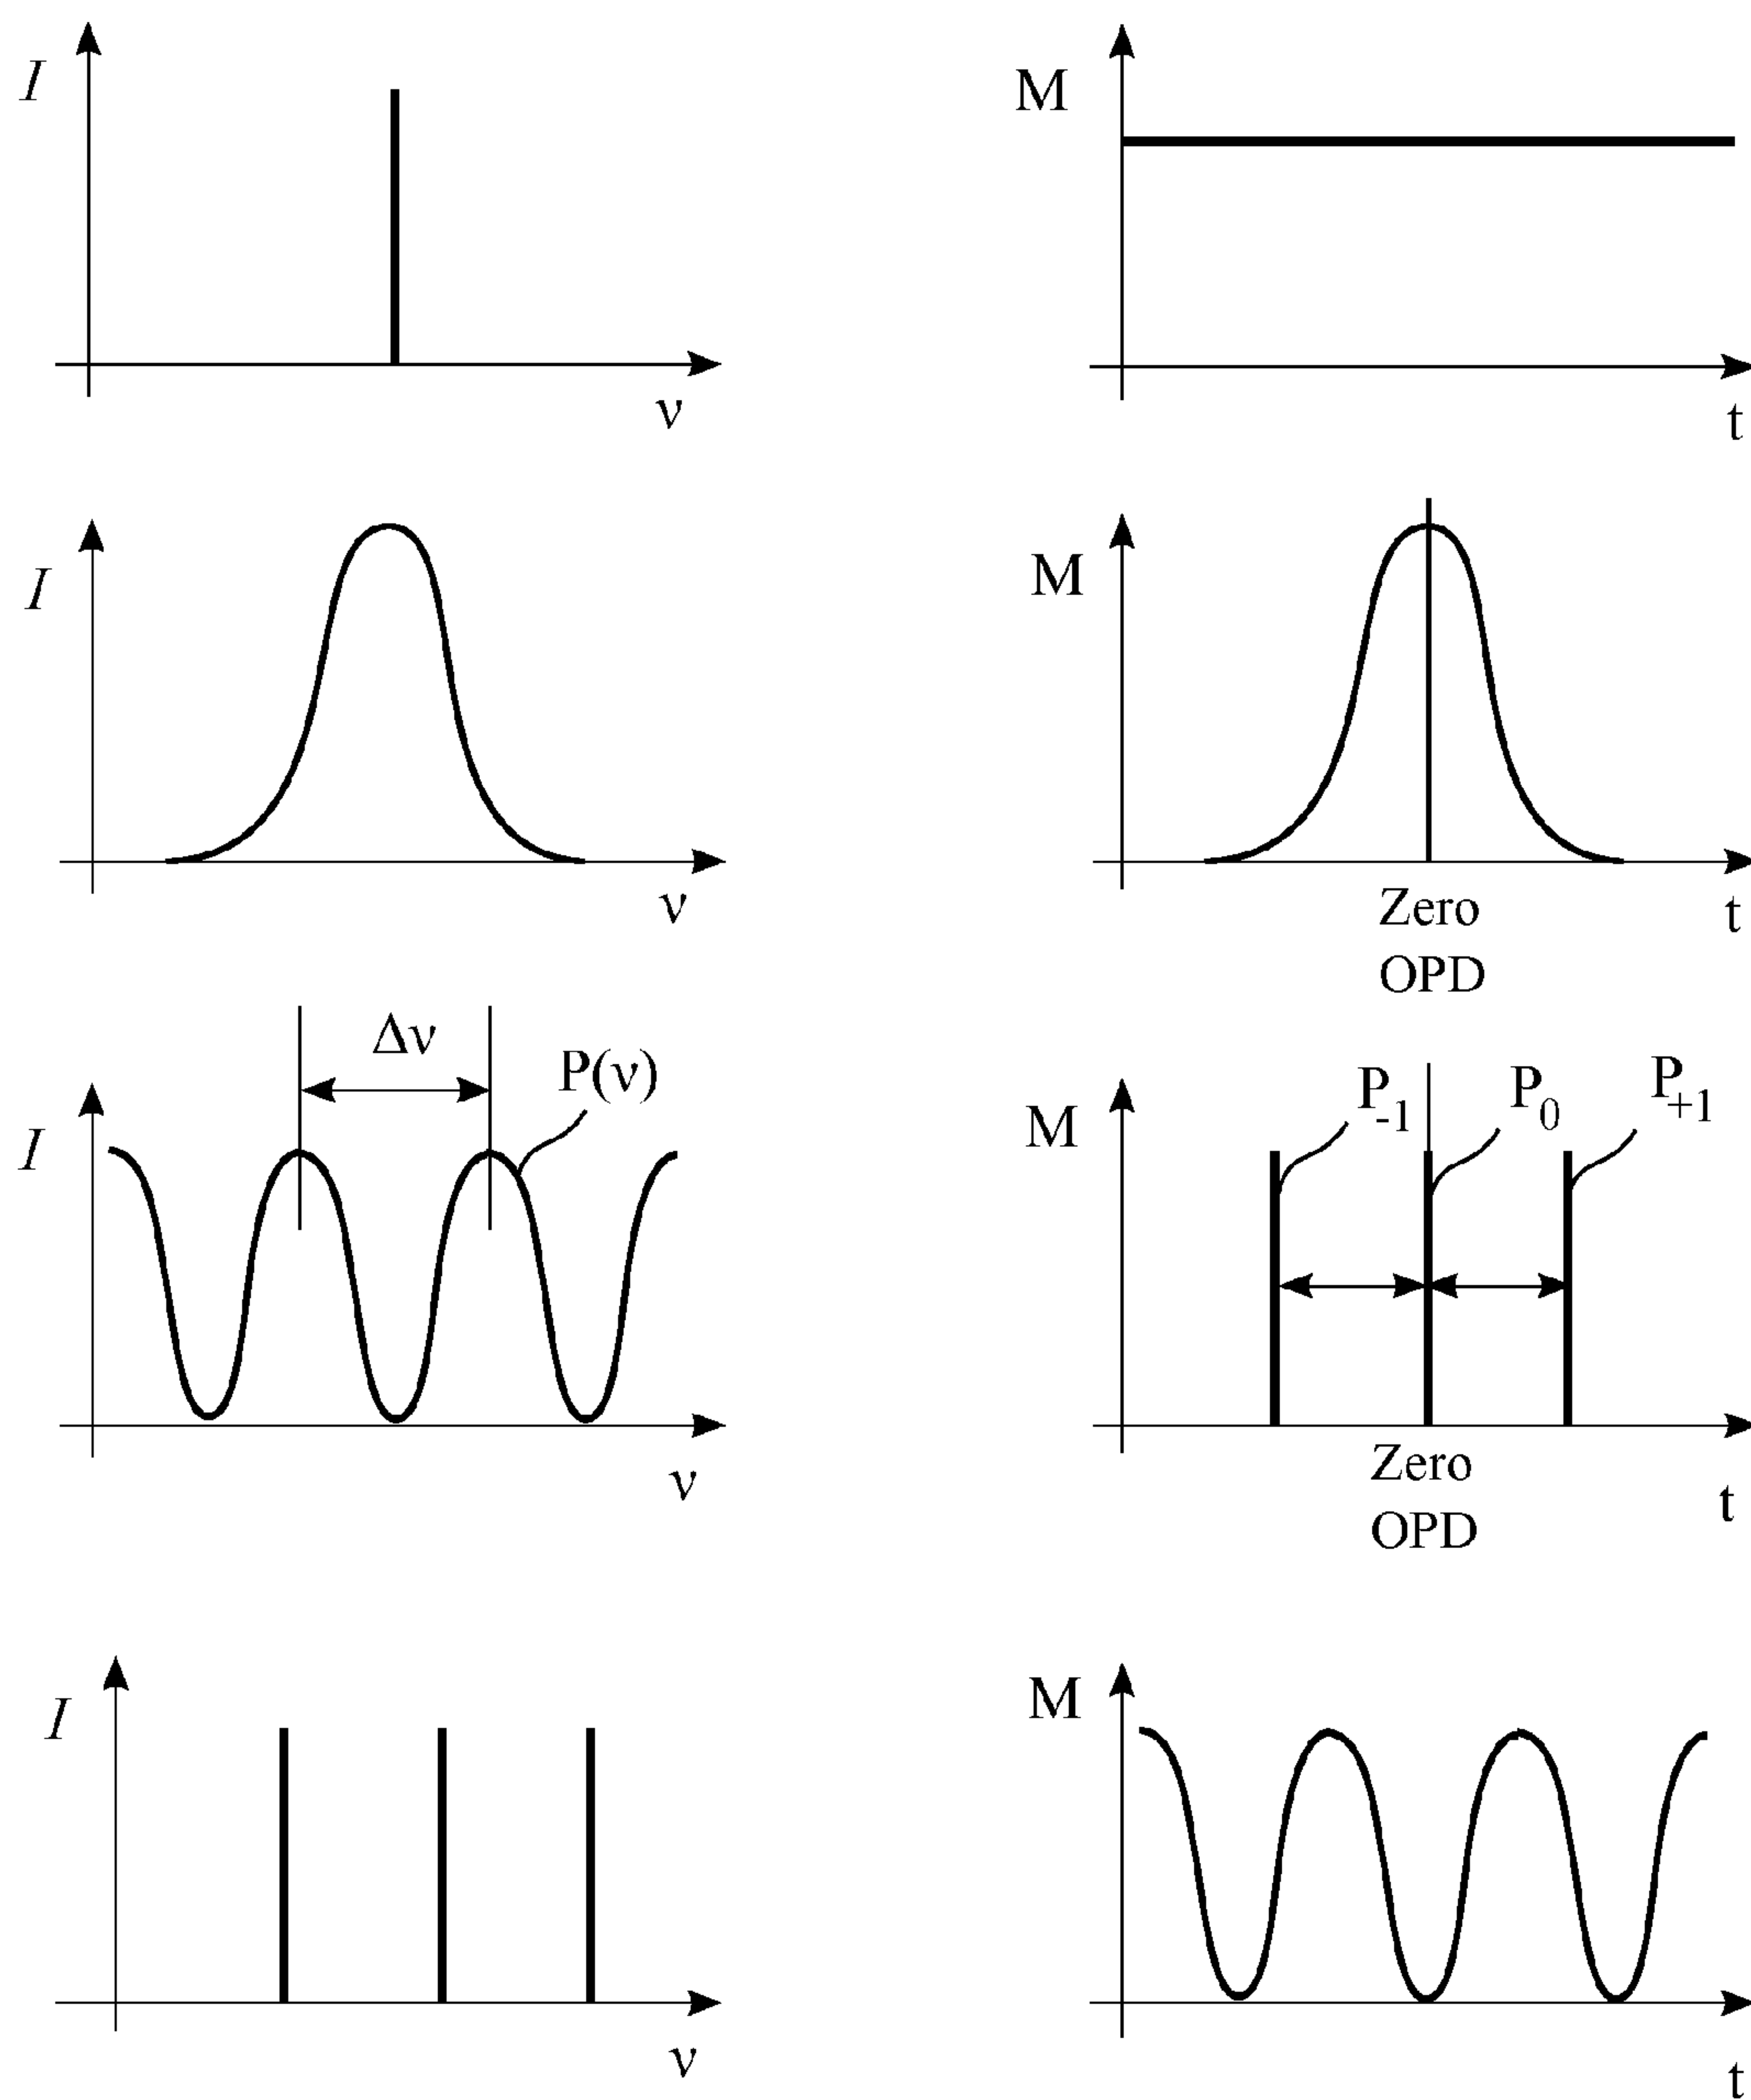 I
ν
M
t
I
ν
M
Zero
OPD
t
I
Δν
P(ν)
ν
M
P-1
P0
P+1
Zero
OPD
t
I
ν
M
t